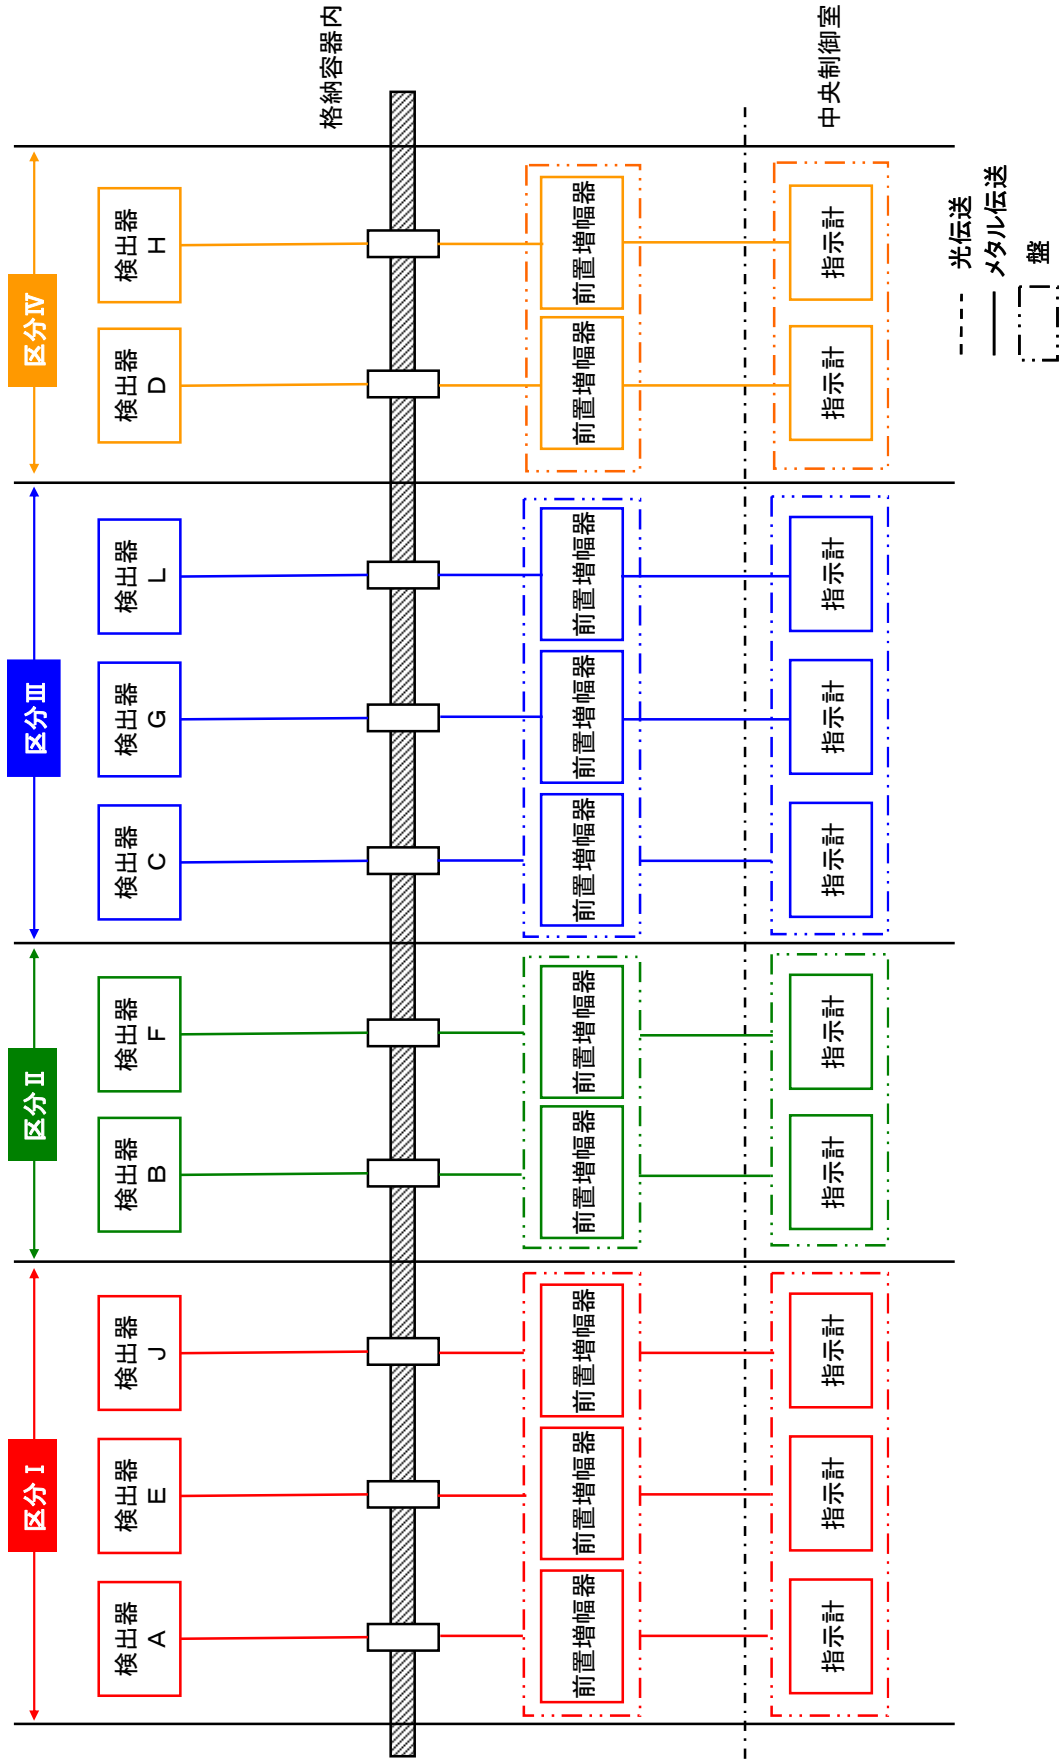 区分Ⅰ
区分Ⅱ
区分Ⅲ
区分Ⅳ
検出器
A
検出器
E
検出器
J
検出器
B
検出器
F
検出器
C
検出器
G
検出器
L
検出器
D
検出器
H
格納容器内
前置増幅器
前置増幅器
前置増幅器
前置増幅器
前置増幅器
前置増幅器
前置増幅器
前置増幅器
前置増幅器
前置増幅器
中央制御室
指示計
指示計
指示計
指示計
指示計
指示計
指示計
指示計
指示計
指示計
光伝送
メタル伝送
盤